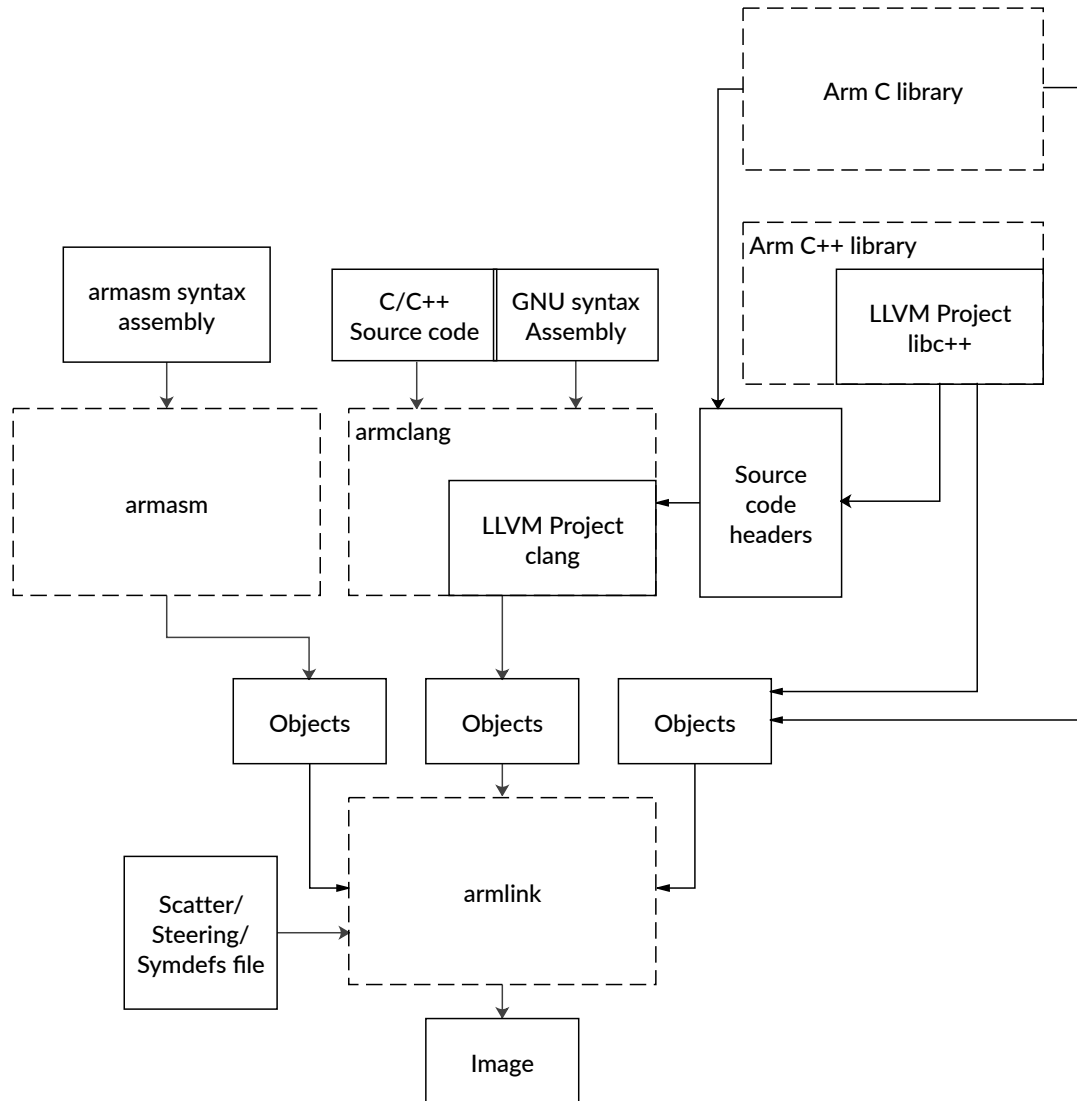 Arm C library
Arm C++ library
LLVM Project
libc++
armasm syntax
assembly
C/C++
Source code
GNU syntax
Assembly
armasm
armclang
LLVM Project
clang
Source
code
headers
Objects
Objects
Objects
Scatter/
Steering/
Symdefs file
armlink
Image